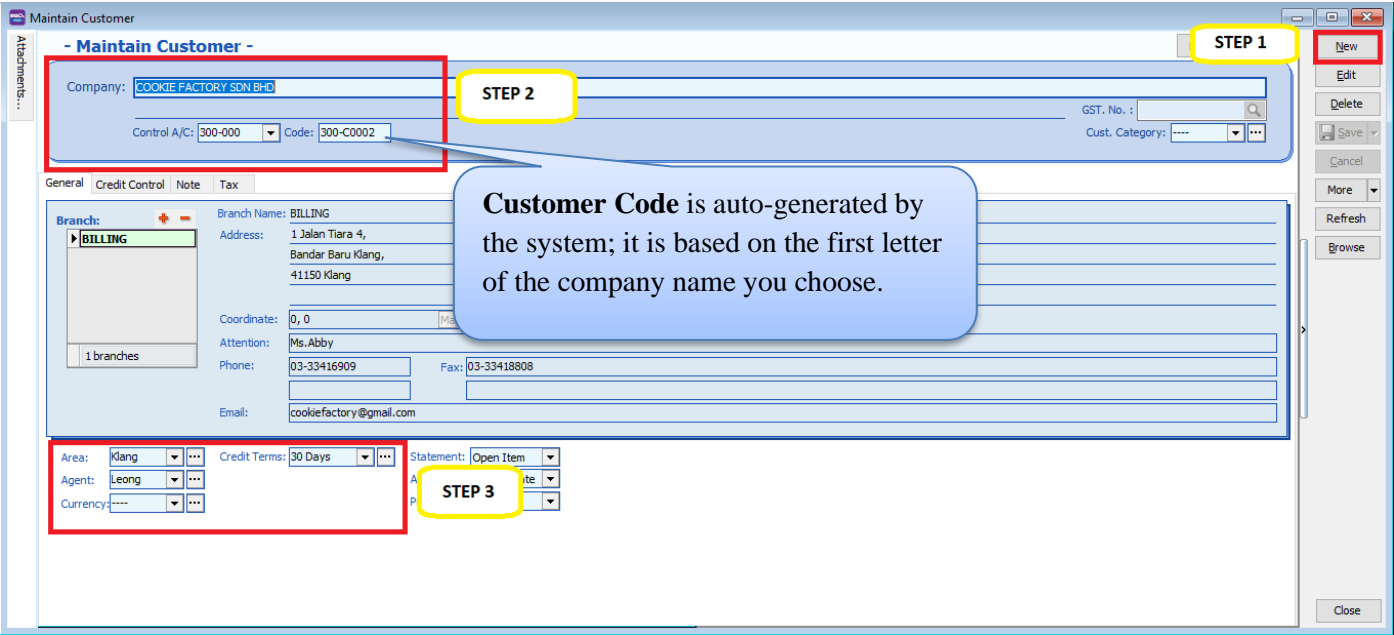 Maintain Customer
Attachments...
- Maintain Customer -
STEP 1
New
Edit
Delete
Save
Cancel
More
Refresh
Browse
Company: COOKIE FACTORY SDN BHD
STEP 2
GST. No. :
Control A/C: 300-000 Code: 300-C0002
Cust. Category: ----
General Credit Control Note Tax
Customer Code is auto-generated by
the system; it is based on the first letter
of the company name you choose.
Branch:
BILLING
1 branches
Branch Name: BILLING
Address: 1 Jalan Tiara 4,
Bandar Baru Klang,
41150 Klang
Coordinate: 0, 0
Attention: Ms.Abby
Phone: 03-33416909 Fax: 03-33418808
Email: cookiefactory@gmail.com
Area: Klang Credit Terms: 30 Days Statement: Open Item
Agent: Leong
Currency: ----
STEP 3
Close